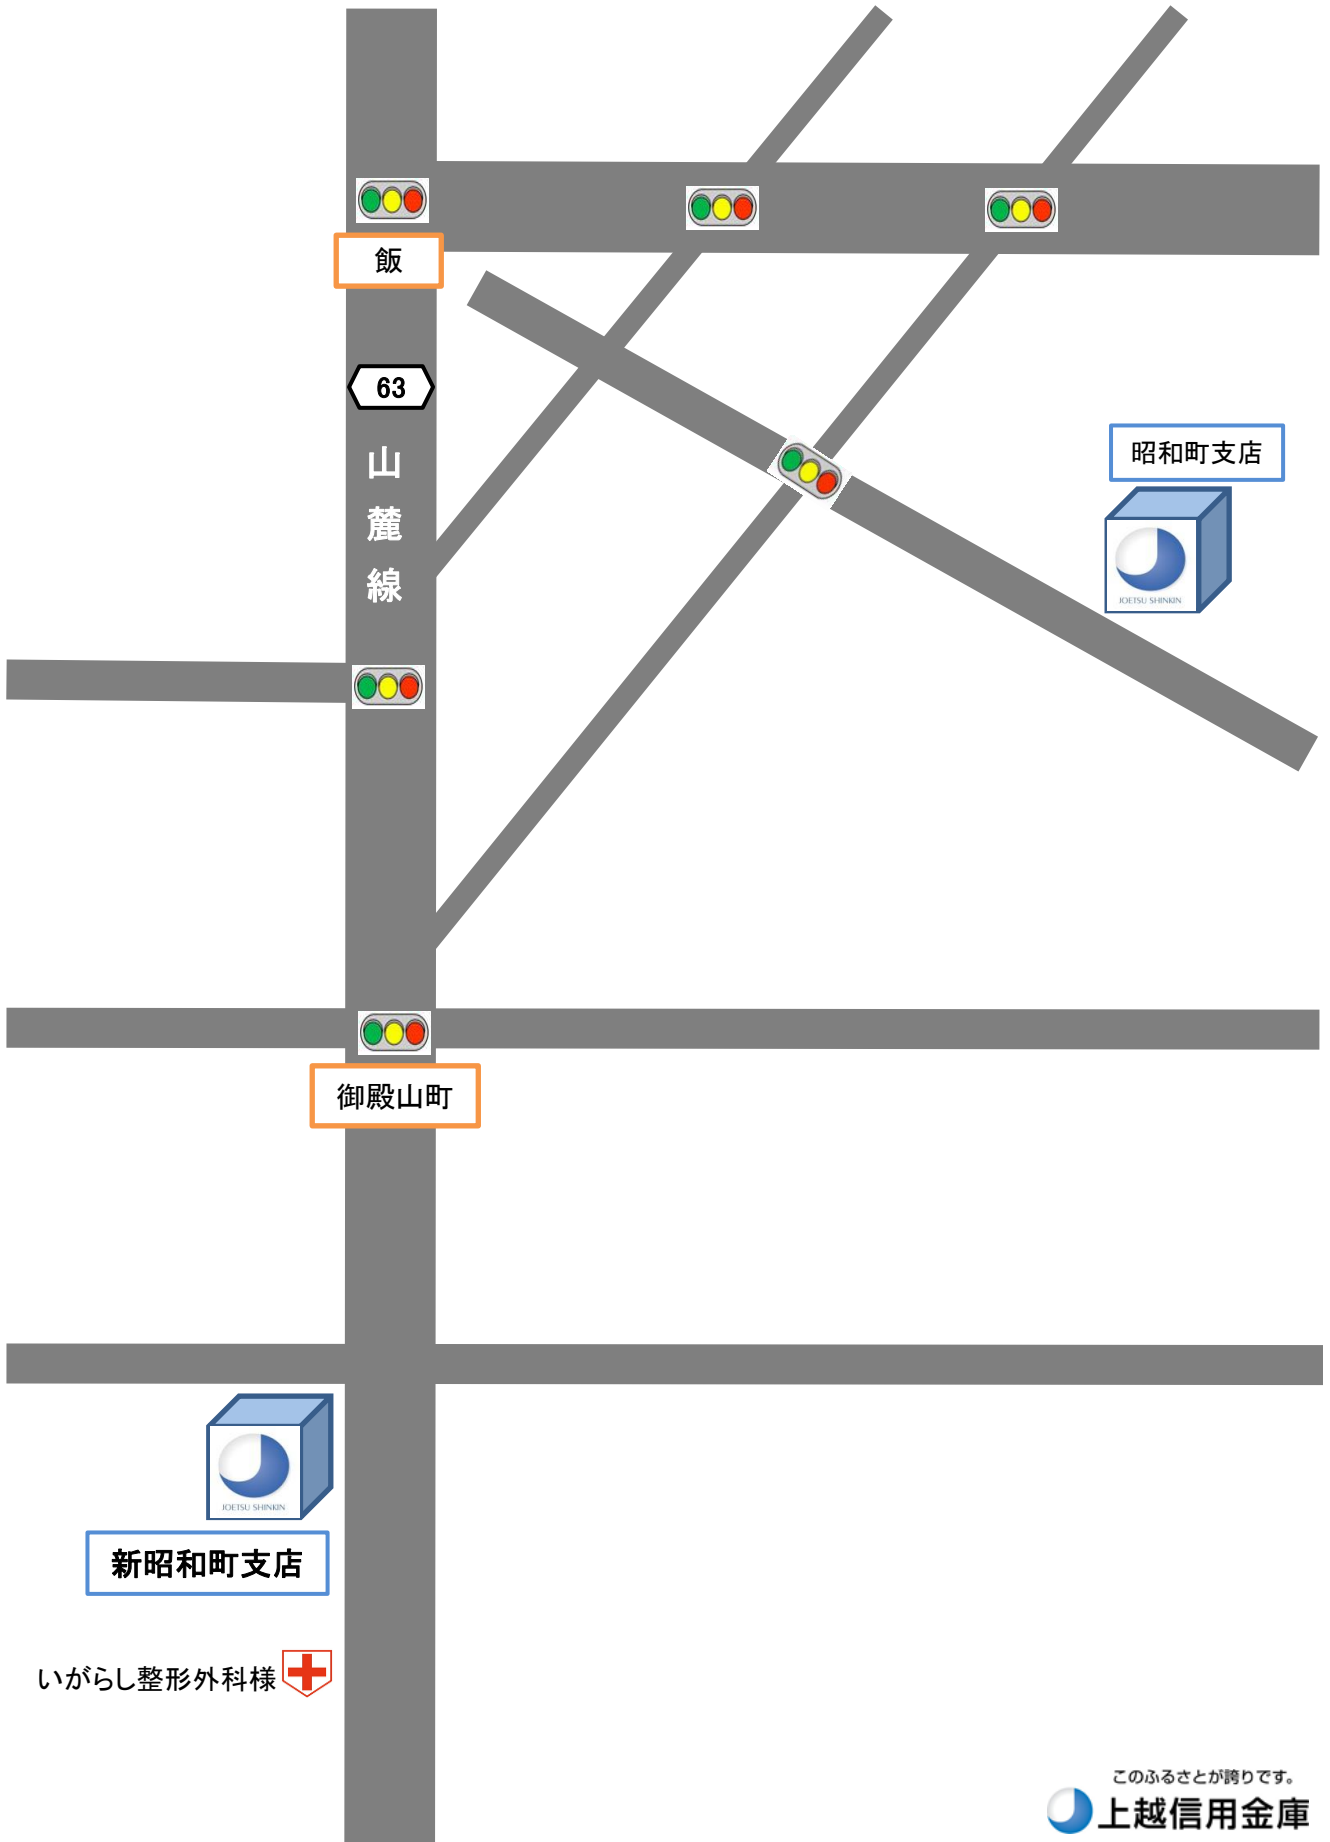 飯
63
山
麓
線
昭和町支店
JOETSU SHINKIN
御殿山町
JOETSU SHINKIN
新昭和町支店
いがらし整形外科様
このふるさとが誇りです。
上越信用金庫